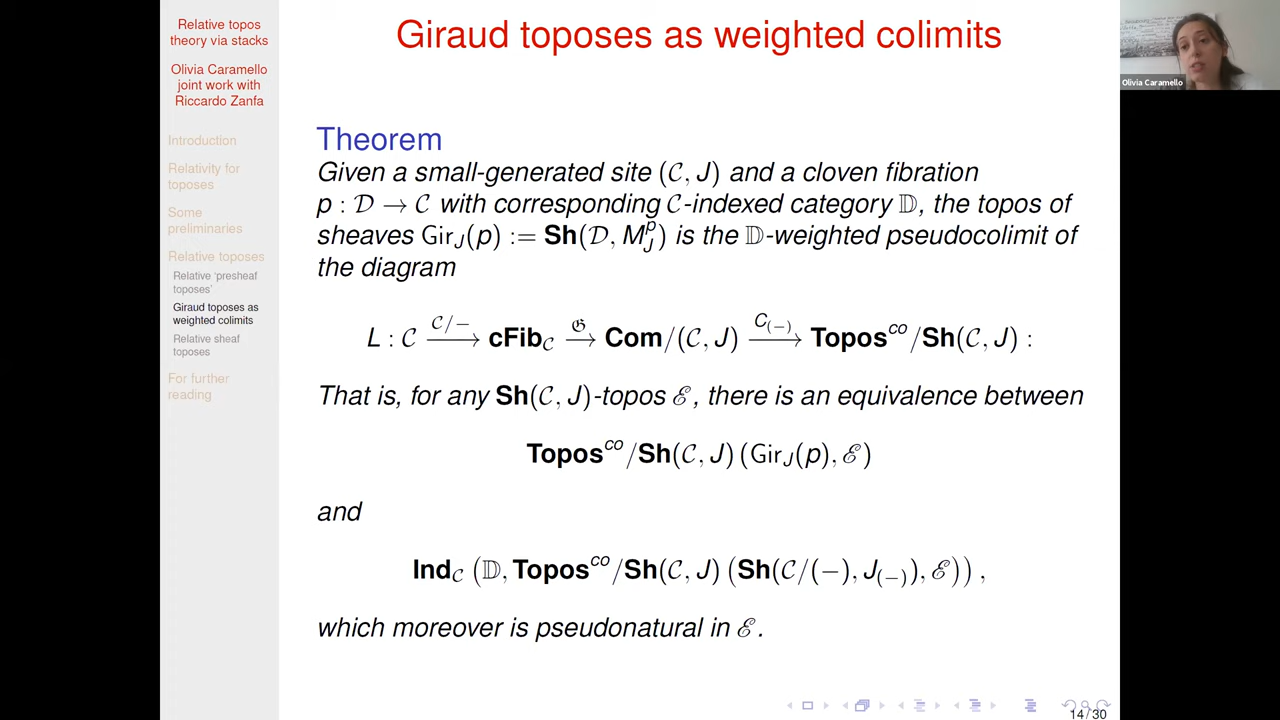 Relative topos
theory via stacks
Olivia Caramello
joint work with
Riccardo Zanfa
Introduction
Relativity for
toposes
Some
preliminaries
Relative toposes
Relative ‘presheaf
toposes’
Giraud toposes as
weighted colimits
Relative sheaf
toposes
For further
reading
Giraud toposes as weighted colimits
Theorem
Given a small-generated site (𝒞, J) and a cloven fibration
p : 𝒟 → 𝒞 with corresponding 𝒞-indexed category 𝔻, the topos of
sheaves Gir_J(p) := Sh(𝒟, M_J^p) is the 𝔻-weighted pseudocolimit of
the diagram
L : 𝒞 —𝒞/−→ cFib_𝒞 —𝔊→ Com/(𝒞, J) —C_(−)→ Topos^co/Sh(𝒞, J) :
That is, for any Sh(𝒞, J)-topos ℰ, there is an equivalence between
Topos^co/Sh(𝒞, J) (Gir_J(p), ℰ)
and
Ind_𝒞 (𝔻, Topos^co/Sh(𝒞, J) (Sh(𝒞/(−), J_(−)), ℰ)) ,
which moreover is pseudonatural in ℰ.
14/30
Olivia Caramello